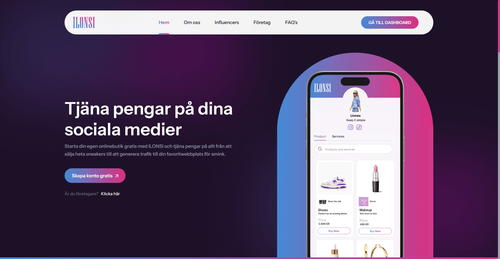 ILONSI
Hem
Om oss
Influencers
Företag
FAQ's
GÅ TILL DASHBOARD
Tjäna pengar på dina
sociala medier
Starta din egen onlinebutik gratis med ILONSI och tjäna pengar på allt från att
sälja heta sneakers till att generera trafik till din favoritwebbplats för smink.
Skapa konto gratis
Är du företagare? Klicka här
ILONSI
Linnea
Keep it simple
Product
Services
Products and services
Shoes
Makeup
Buy Now
Buy Now